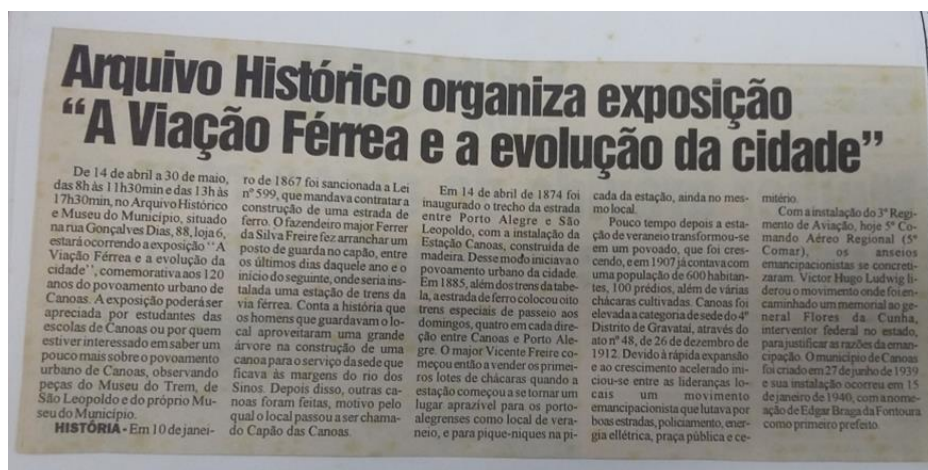 Arquivo Histórico organiza exposição
“A Viação Férrea e a evolução da cidade”
De 14 de abril a 30 de maio,
das 8h às 11h30min e das 13h às
17h30min, no Arquivo Histórico
e Museu do Município, situado
na rua Gonçalves Dias, 88, loja 6,
estará ocorrendo a exposição "A
Viação Férrea e a evolução da
cidade", comemorativa aos 120
anos do povoamento urbano de
Canoas. A exposição poderá ser
apreciada por estudantes das
escolas de Canoas ou por quem
estiver interessado em saber um
pouco mais sobre o povoamento
urbano de Canoas, observando
peças do Museu do Trem, de
São Leopoldo e do próprio Mu-
seu do Município.
HISTÓRIA - Em 10 de janei-
ro de 1867 foi sancionada a Lei
nº 599, que mandava contratar a
construção de uma estrada de
ferro. O fazendeiro major Ferrer
da Silva Freire fez arranchar um
posto de guarda no capão, entre
os últimos dias daquele ano e o
início do seguinte, onde seria ins-
talada uma estação de trens da
via férrea. Conta a história que
os homens que guardavam o lo-
cal aproveitaram uma grande
árvore na construção de uma
canoa para o serviço da sede que
ficava às margens do rio dos
Sinos. Depois disso, outras ca-
noas foram feitas, motivo pelo
qual o local passou a ser chama-
do Capão das Canoas.
Em 14 de abril de 1874 foi
inaugurado o trecho da estrada
entre Porto Alegre e São
Leopoldo, com a instalação da
Estação Canoas, construída de
madeira. Desse modo iniciava o
povoamento urbano da cidade.
Em 1885, além dos trens da tabe-
la, a estrada de ferro colocou oito
trens especiais de passeio aos
domingos, quatro em cada dire-
ção entre Canoas e Porto Ale-
gre. O major Vicente Freire co-
meçou então a vender os primei-
ros lotes de chácaras quando a
estação começou a se tornar um
lugar aprazível para os porto-
alegrenses como local de vera-
neio, e para pique-niques na pi-
cada da estação, ainda no mes-
mo local.
Pouco tempo depois a esta-
ção de veraneio transformou-se
em um povoado, que foi cres-
cendo, e em 1907 já contava com
uma população de 600 habitan-
tes, 100 prédios, além de várias
chácaras cultivadas. Canoas foi
elevada a categoria de sede do 4º
Distrito de Gravataí, através do
ato nº 48, de 26 de dezembro de
1912. Devido à rápida expansão
e ao crescimento acelerado ini-
ciou-se entre as lideranças lo-
cais um movimento
emancipacionista que lutava por
boas estradas, policiamento, ener-
gia ellétrica, praça pública e ce-
mitério.
Com a instalação do 3º Regi-
mento de Aviação, hoje 5º Co-
mando Aéreo Regional (5º
Comar), os anseios
emancipacionistas se concreti-
zaram. Victor Hugo Ludwig li-
derou o movimento onde foi en-
caminhado um memorial ao ge-
neral Flores da Cunha,
interventor federal no estado,
para justificar as razões da eman-
cipação. O município de Canoas
foi criado em 27 de junho de 1939
e sua instalação ocorreu em 15
de janeiro de 1940, com a nome-
ação de Edgar Braga da Fontoura
como primeiro prefeito.